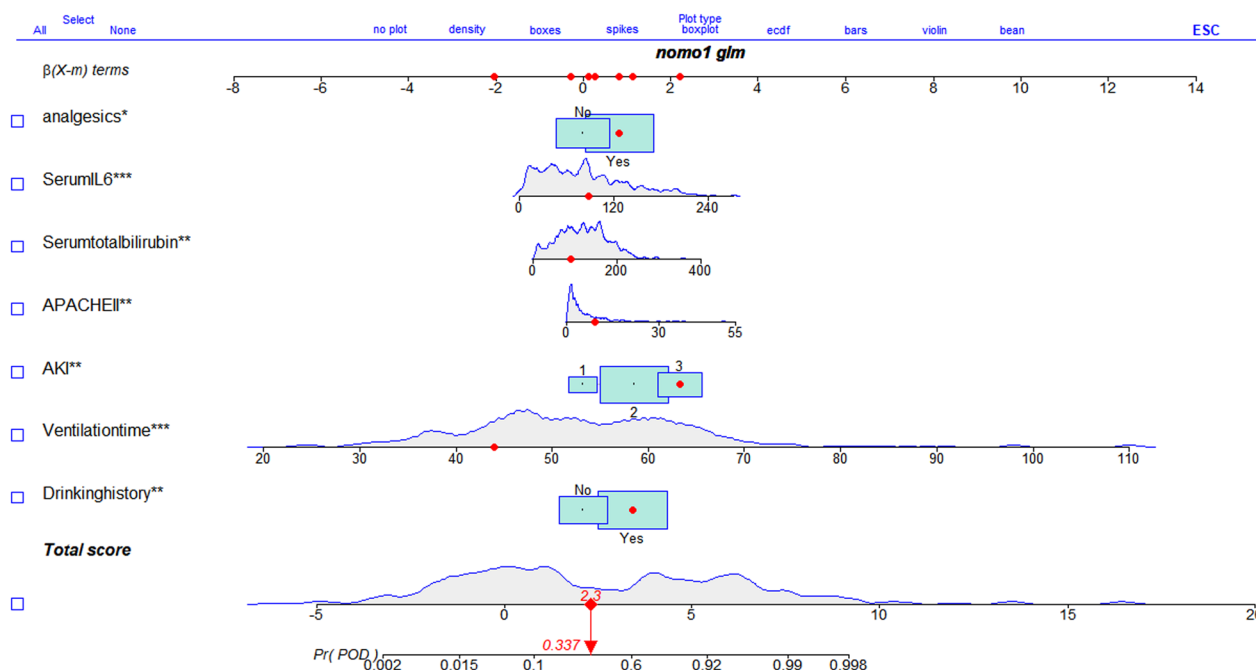 Select
All None no plot density boxes spikes Plot type boxplot ecdf bars violin bean ESC
nomo1 glm
β(X-m) terms
-8 -6 -4 -2 0 2 4 6 8 10 12 14
analgesics*
No
Yes
SerumIL6***
0 120 240
Serumtotalbilirubin**
0 200 400
APACHEII**
0 30 55
AKI**
1 3
2
Ventilationtime***
20 30 40 50 60 70 80 90 100 110
Drinkinghistory**
No
Yes
Total score
2.3
-5 0 5 10 15 20
0.337
Pr( POD )
0.002 0.015 0.1 0.6 0.92 0.99 0.998